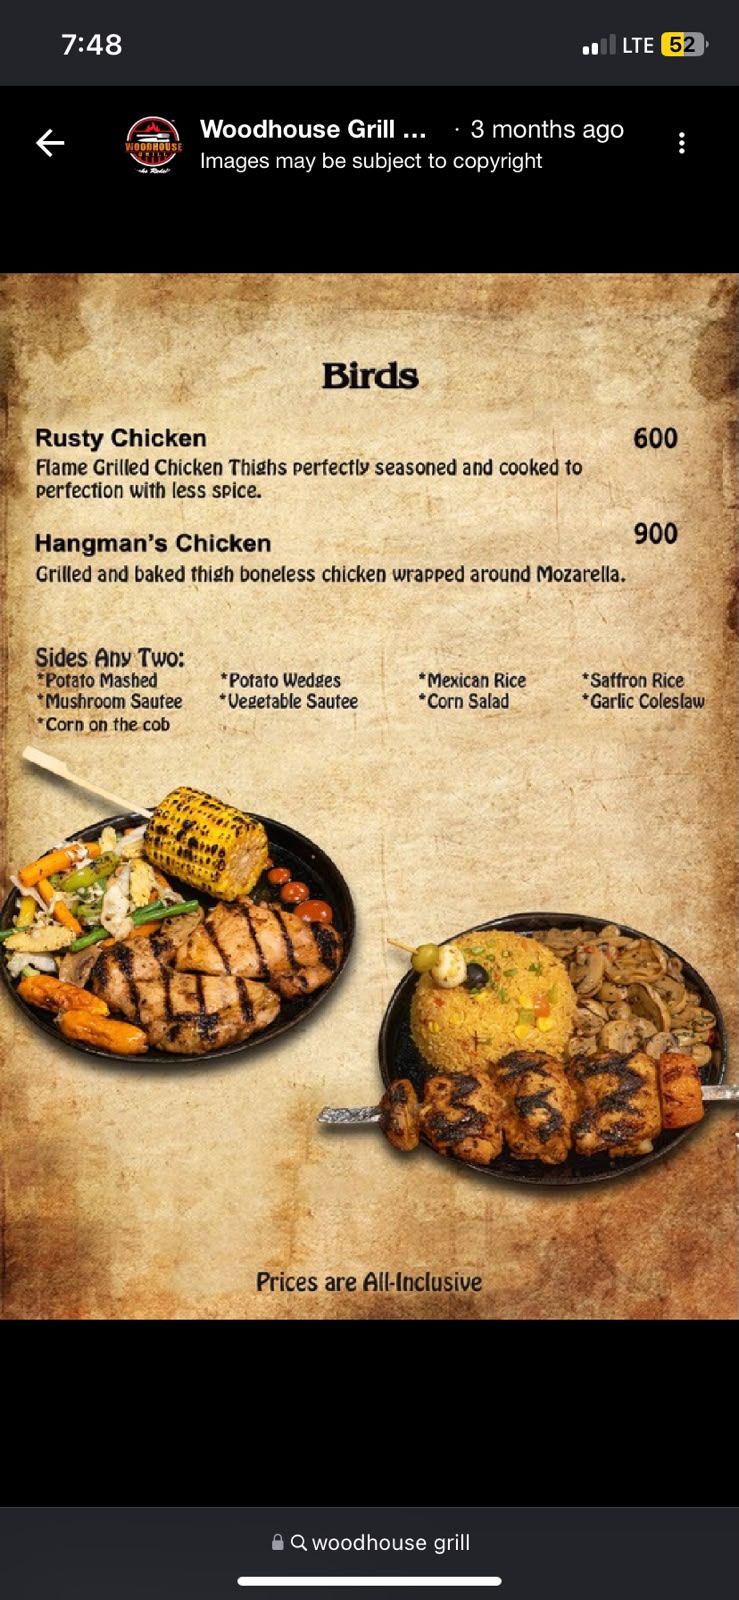 7:48
LTE 52
Woodhouse Grill ... · 3 months ago
Images may be subject to copyright
WOODHOUSE
GRILL
Birds
Rusty Chicken 600
Flame Grilled Chicken Thighs perfectly seasoned and cooked to
perfection with less spice.
Hangman's Chicken 900
Grilled and baked thigh boneless chicken wrapped around Mozarella.
Sides Any Two:
*Potato Mashed *Potato Wedges *Mexican Rice *Saffron Rice
*Mushroom Sautee *Vegetable Sautee *Corn Salad *Garlic Coleslaw
*Corn on the cob
Prices are All-Inclusive
woodhouse grill